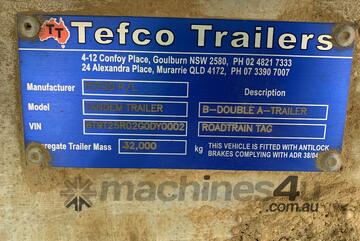 TT Tefco Trailers
4-12 Confoy Place, Goulburn NSW 2580, PH 02 4821 7333
24 Alexandra Place, Murarrie QLD 4172, PH 07 3390 7007
Manufacturer P/L Description
Model TANDEM TRAILER B-DOUBLE A-TRAILER
VIN ROADTRAIN TAG
Aggregate Trailer Mass 32,000 kg THIS VEHICLE IS FITTED WITH ANTILOCK
BRAKES COMPLYING WITH ADR 38/04
machines4u
.com.au